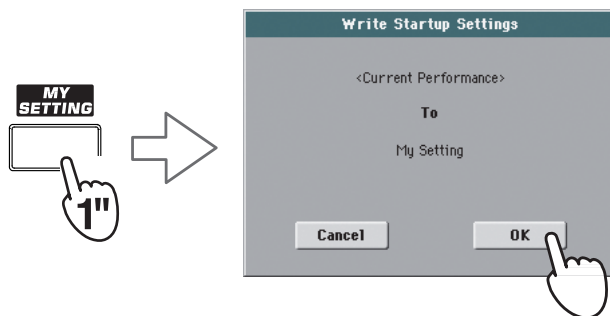 MY
SETTING
1"
Write Startup Settings
<Current Performance>
To
My Setting
Cancel
OK